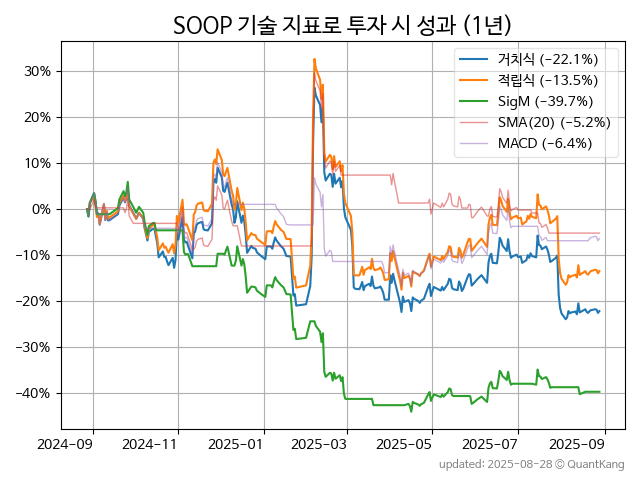 SOOP 기술 지표로 투자 시 성과 (1년)
거치식 (−22.1%)
적립식 (−13.5%)
SigM (−39.7%)
SMA(20) (−5.2%)
MACD (−6.4%)
30%
20%
10%
0%
−10%
−20%
−30%
−40%
2024-09 2024-11 2025-01 2025-03 2025-05 2025-07 2025-09
updated: 2025-08-28 ⓒ QuantKang